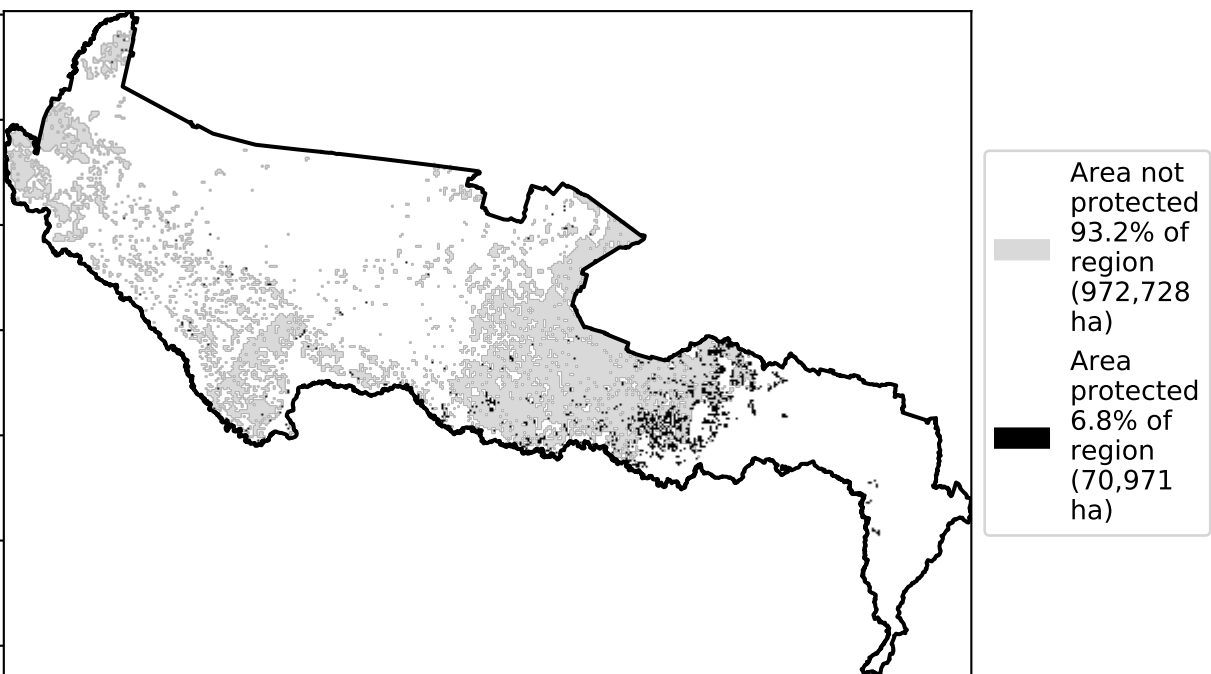 Area not
protected
93.2% of
region
(972,728
ha)
Area
protected
6.8% of
region
(70,971
ha)